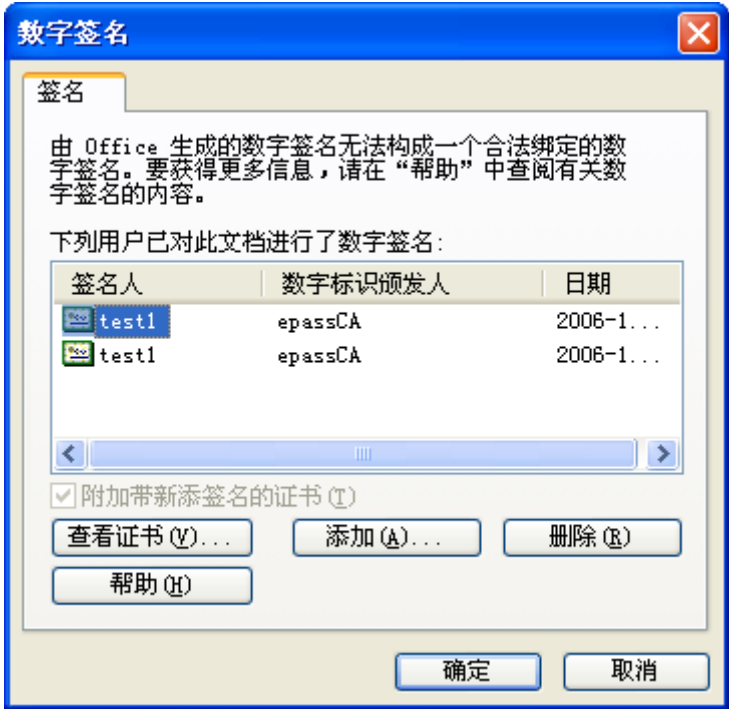 数字签名
签名
由 Office 生成的数字签名无法构成一个合法绑定的数
字签名。要获得更多信息，请在“帮助”中查阅有关数
字签名的内容。
下列用户已对此文档进行了数字签名:
签名人 数字标识颁发人 日期
test1 epassCA 2006-1...
test1 epassCA 2006-1...
附加带新添签名的证书(T)
查看证书(V)... 添加(A)... 删除(R)
帮助(H)
确定 取消